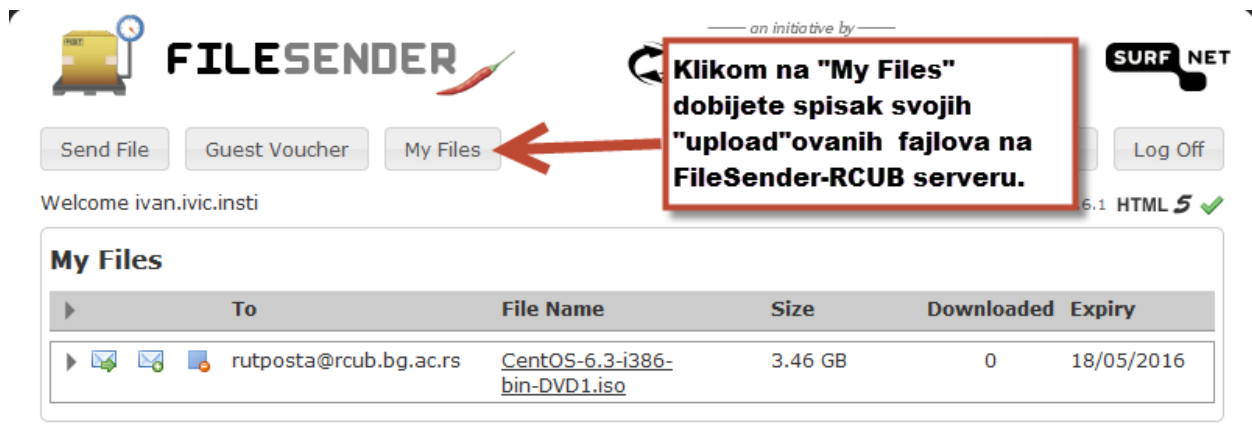 an initiative by
FILESENDER
SURF NET
Klikom na "My Files"
dobijete spisak svojih
"upload"ovanih fajlova na
FileSender-RCUB serveru.
Send File Guest Voucher My Files Log Off
Welcome ivan.ivic.insti
6.1 HTML 5
My Files
To File Name Size Downloaded Expiry
rutposta@rcub.bg.ac.rs CentOS-6.3-i386- 3.46 GB 0 18/05/2016
bin-DVD1.iso